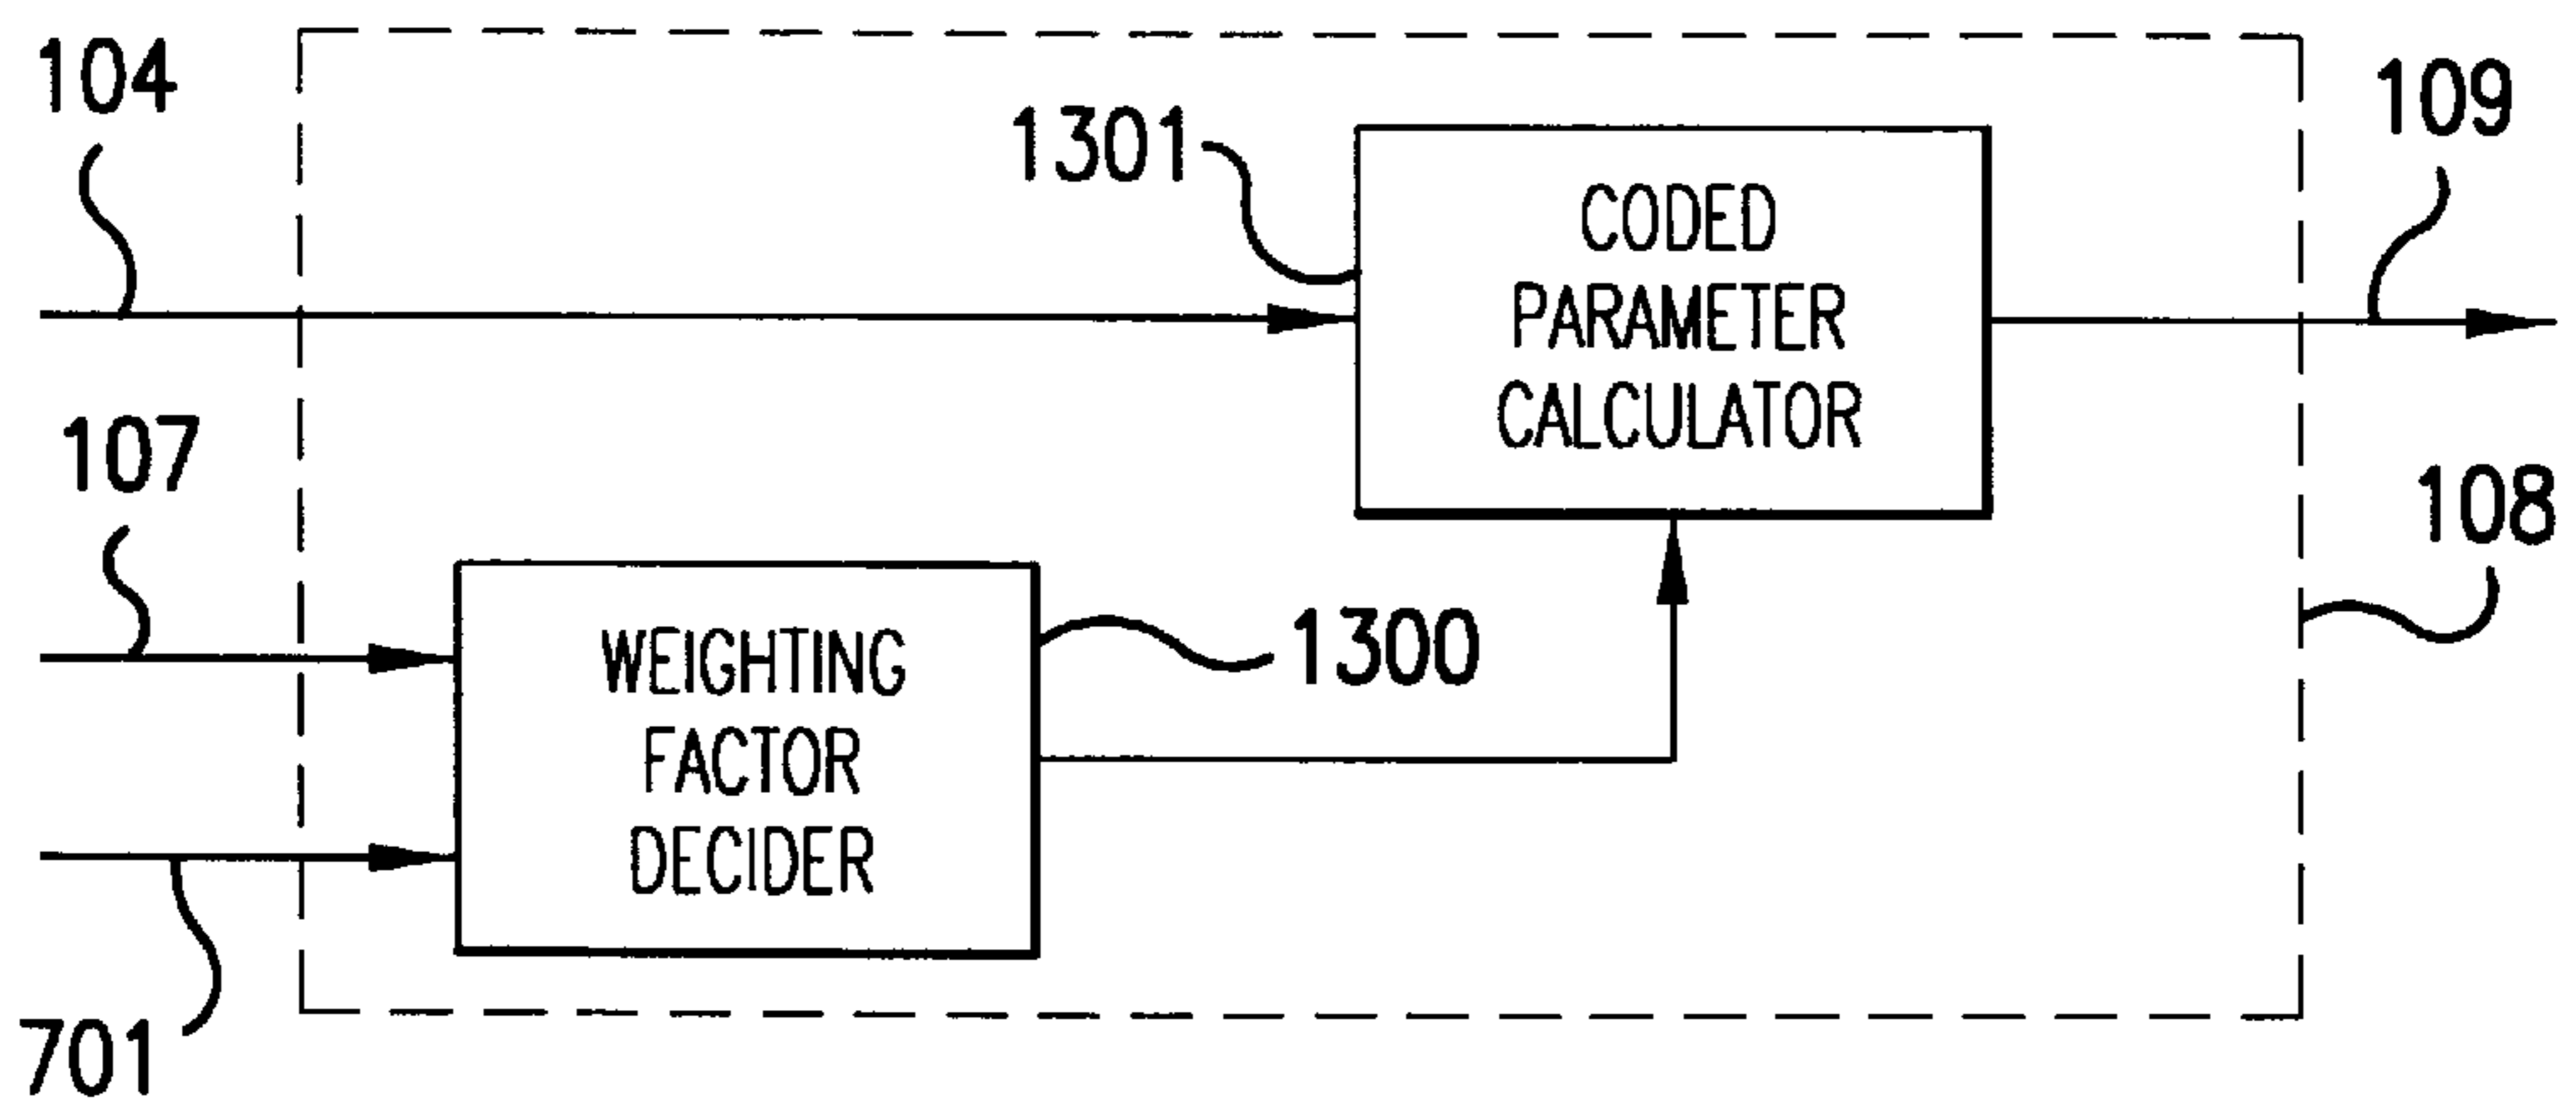 104
109
1301
CODED
PARAMETER
CALCULATOR
107
108
WEIGHTING
FACTOR
DECIDER
1300
701